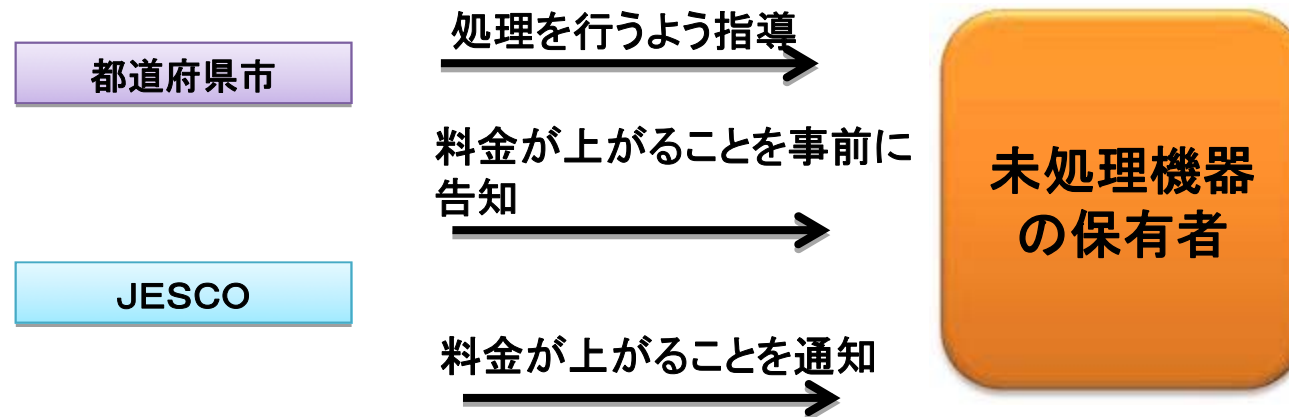 処理を行うよう指導
都道府県市
料金が上がることを事前に
告知
未処理機器
の保有者
JESCO
料金が上がることを通知